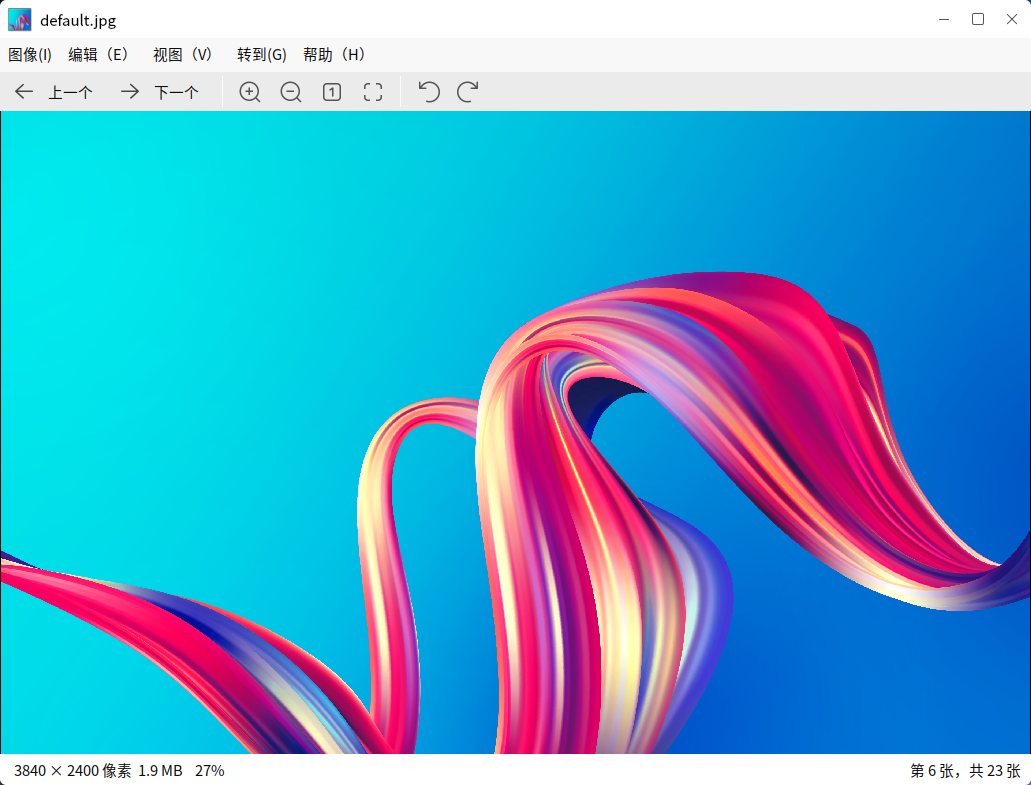 default.jpg
图像(I) 编辑（E） 视图（V） 转到(G) 帮助（H）
上一个 下一个 1
3840 × 2400 像素 1.9 MB 27% 第 6 张，共 23 张